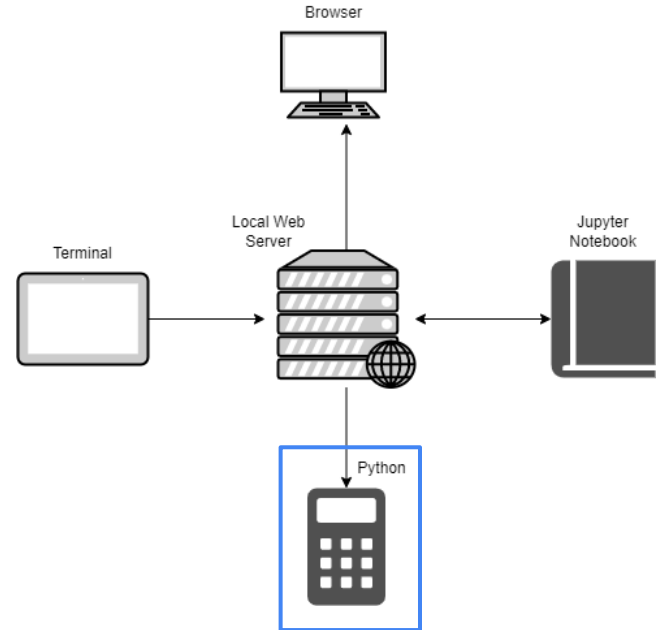 Browser
Local Web
Server
Jupyter
Notebook
Terminal
Python